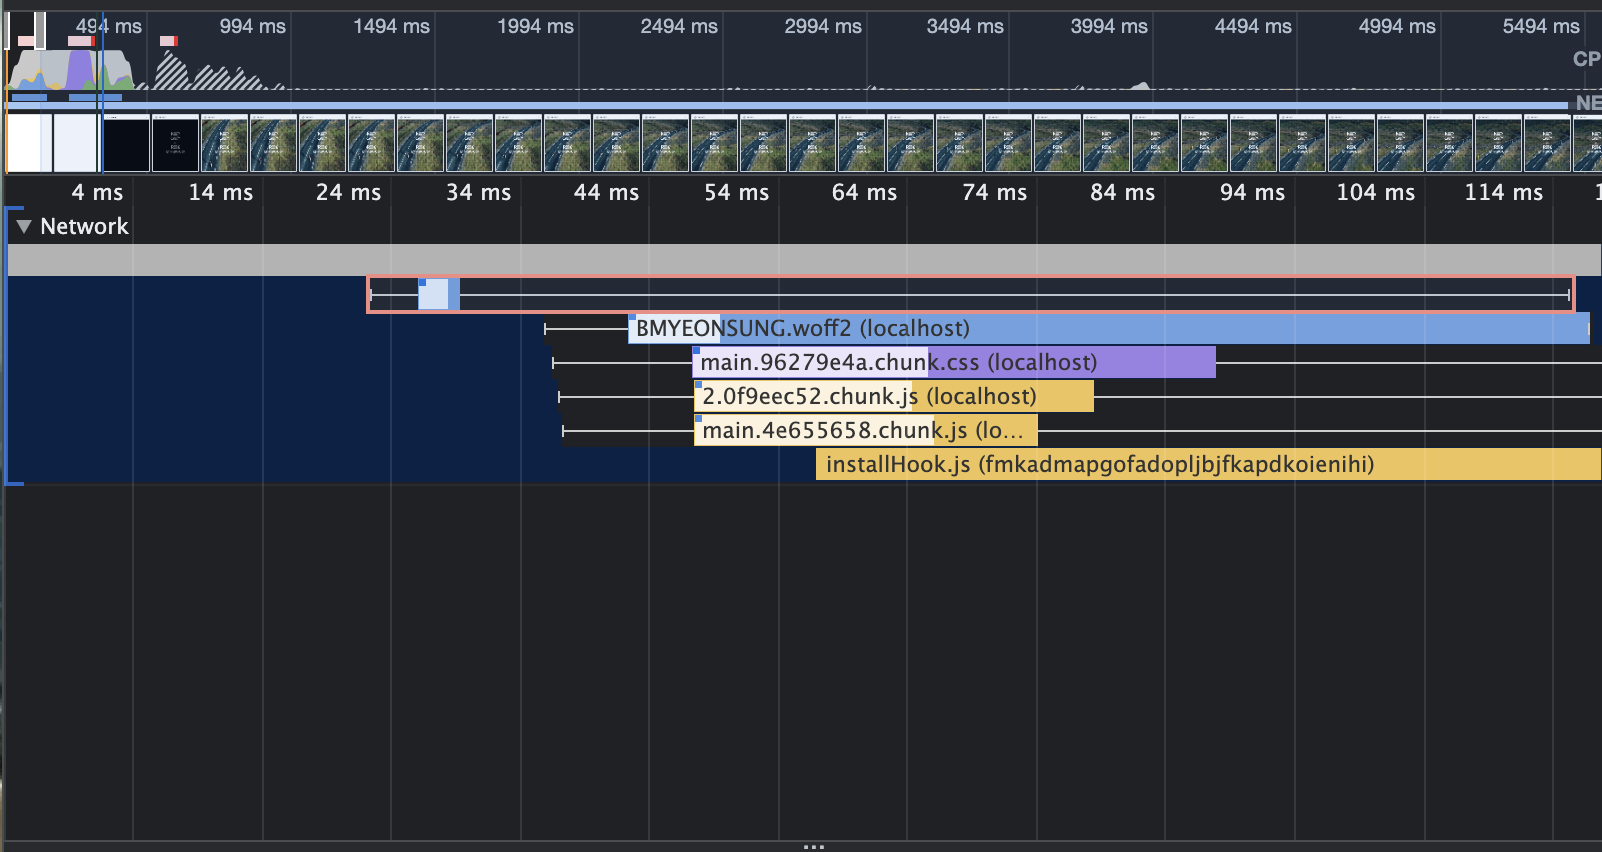 494 ms 994 ms 1494 ms 1994 ms 2494 ms 2994 ms 3494 ms 3994 ms 4494 ms 4994 ms 5494 ms
CP
NE
4 ms 14 ms 24 ms 34 ms 44 ms 54 ms 64 ms 74 ms 84 ms 94 ms 104 ms 114 ms 1
Network
BMYEONSUNG.woff2 (localhost)
main.96279e4a.chunk.css (localhost)
2.0f9eec52.chunk.js (localhost)
main.4e655658.chunk.js (lo...
installHook.js (fmkadmapgofadopljbjfkapdkoienihi)